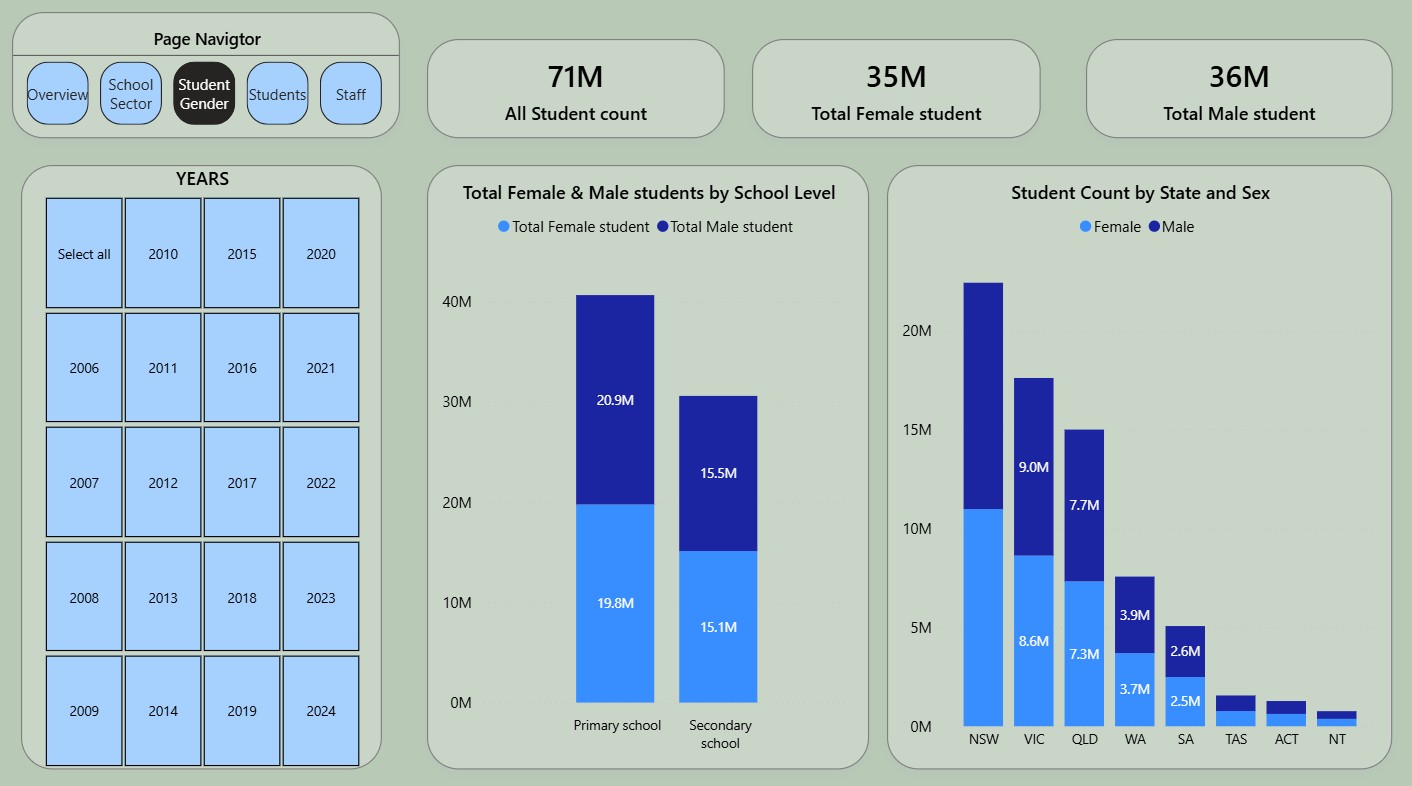 Page Navigtor
Overview
School
Sector
Student
Gender
Students
Staff
71M
All Student count
35M
Total Female student
36M
Total Male student
YEARS
Select all
2010
2015
2020
2006
2011
2016
2021
2007
2012
2017
2022
2008
2013
2018
2023
2009
2014
2019
2024
Total Female & Male students by School Level
Total Female student
Total Male student
40M
30M
20M
10M
0M
20.9M
19.8M
15.5M
15.1M
Primary school
Secondary
school
Student Count by State and Sex
Female
Male
20M
15M
10M
5M
0M
9.0M
8.6M
7.7M
7.3M
3.9M
3.7M
2.6M
2.5M
NSW
VIC
QLD
WA
SA
TAS
ACT
NT